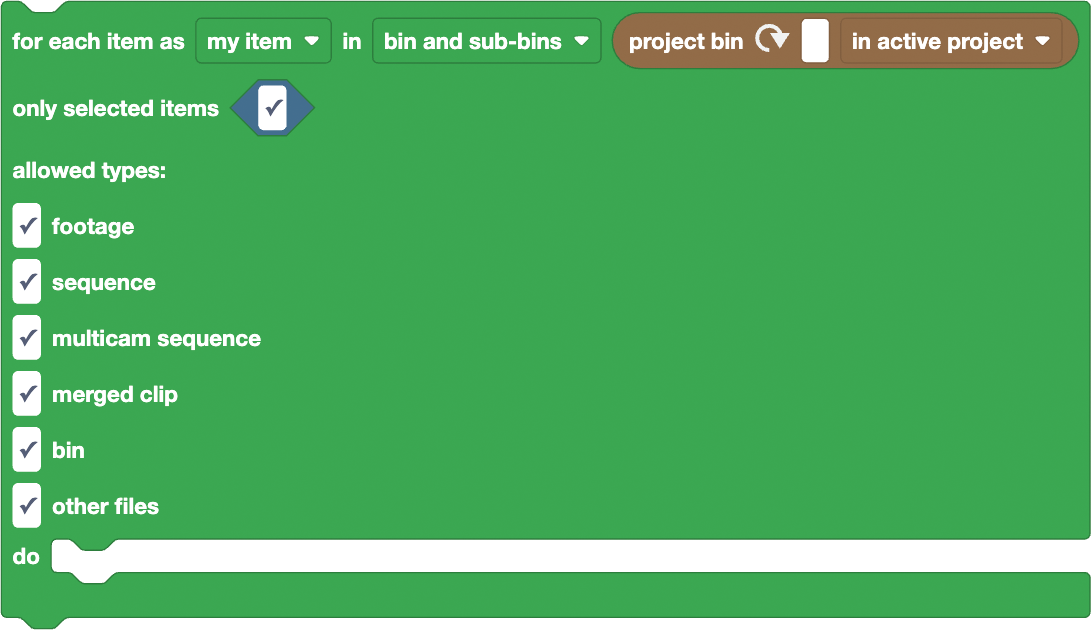 for each item as my item in bin and sub-bins project bin in active project
only selected items
allowed types:
footage
sequence
multicam sequence
merged clip
bin
other files
do